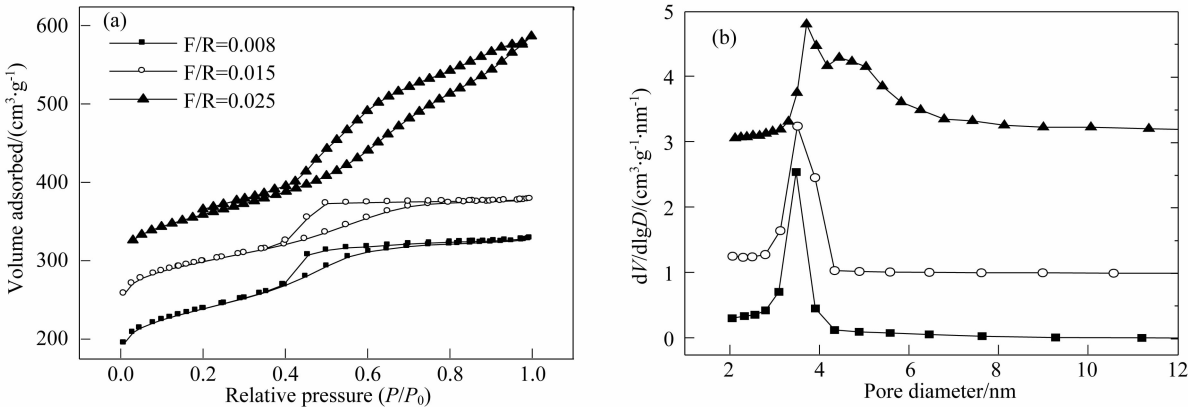 (a)
F/R=0.008
F/R=0.015
F/R=0.025
600
500
400
300
200
Volume adsorbed/(cm³·g⁻¹)
0.0 0.2 0.4 0.6 0.8 1.0
Relative pressure (P/P₀)
(b)
5
4
3
2
1
0
dV/dlgD/(cm³·g⁻¹·nm⁻¹)
2 4 6 8 10 12
Pore diameter/nm